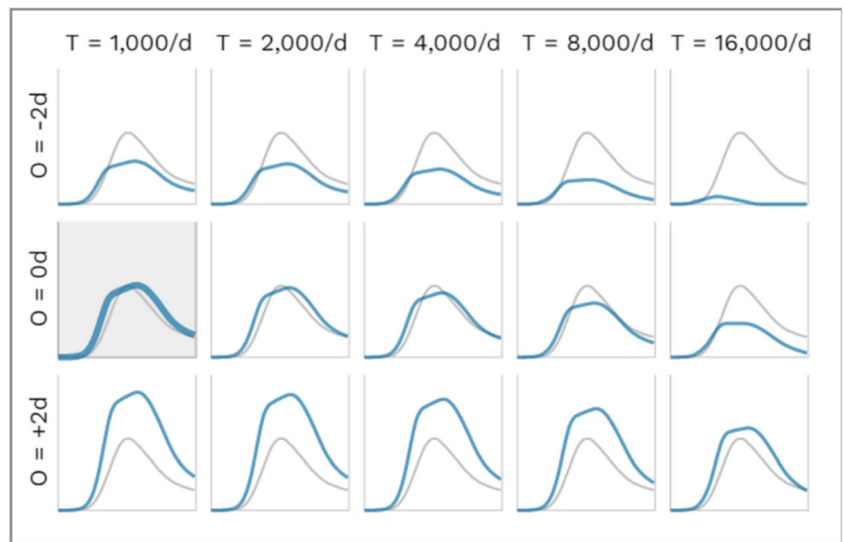 T = 1,000/d T = 2,000/d T = 4,000/d T = 8,000/d T = 16,000/d
O = -2d
O = 0d
O = +2d